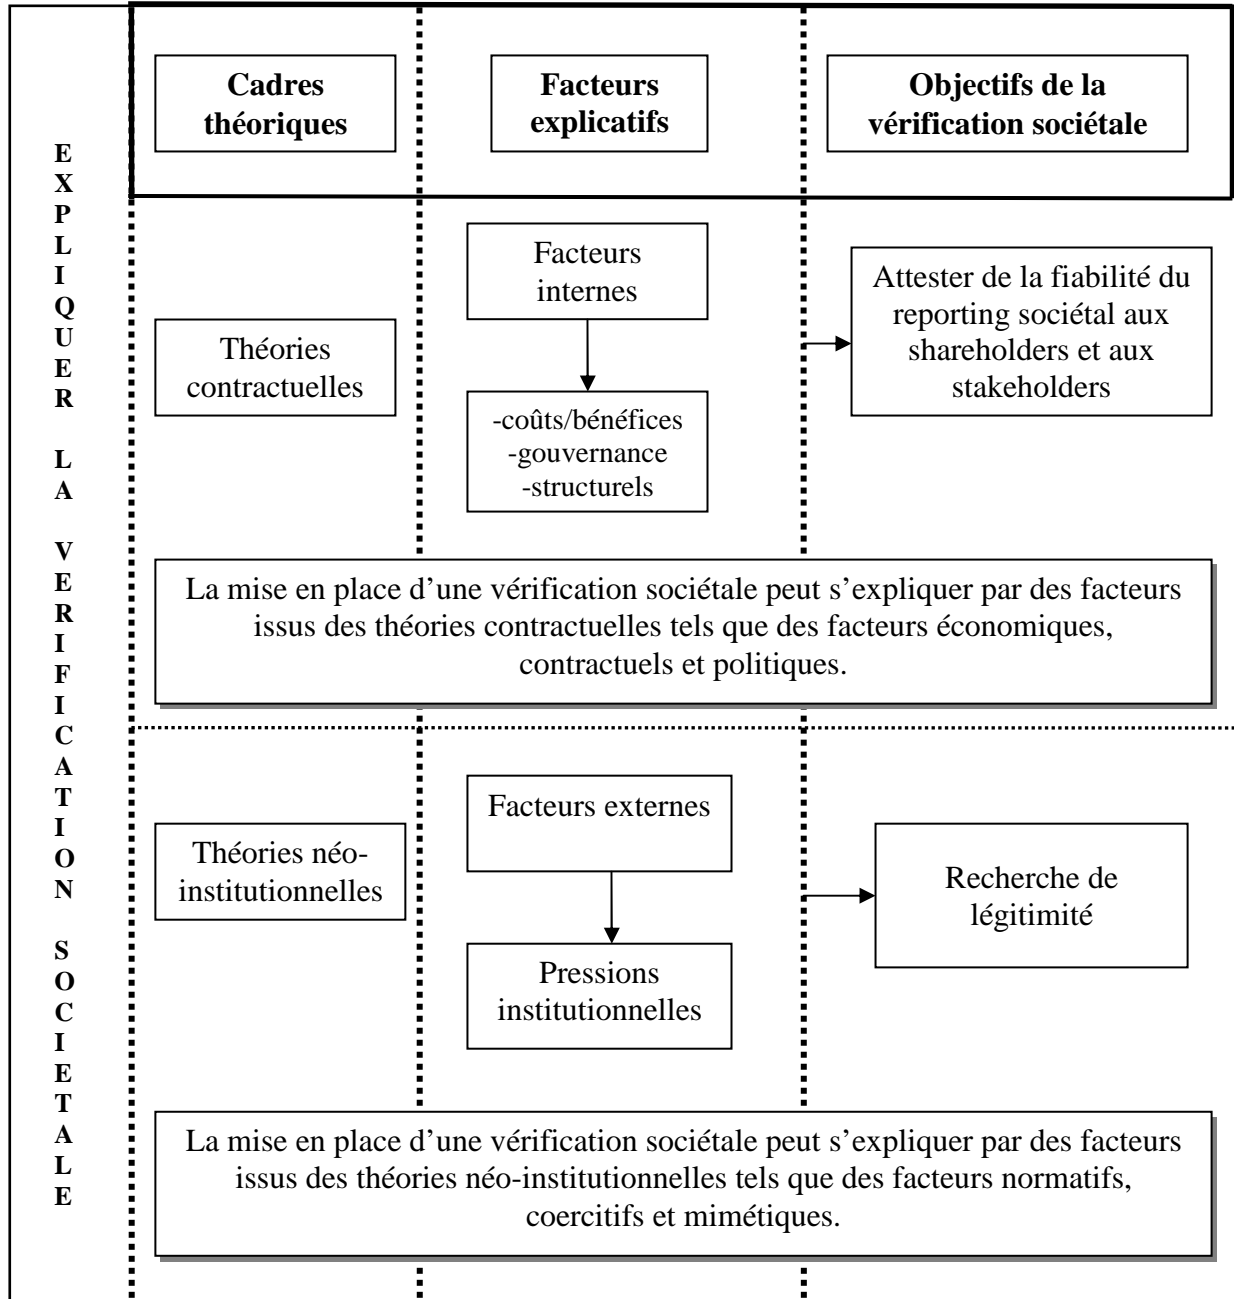 EXPLIQUER LA VERIFICATION SOCIETALE
Cadres
théoriques
Facteurs
explicatifs
Objectifs de la
vérification sociétale
Théories
contractuelles
Facteurs
internes
-coûts/bénéfices
-gouvernance
-structurels
Attester de la fiabilité du
reporting sociétal aux
shareholders et aux
stakeholders
La mise en place d’une vérification sociétale peut s’expliquer par des facteurs
issus des théories contractuelles tels que des facteurs économiques,
contractuels et politiques.
Théories néo-
institutionnelles
Facteurs externes
Pressions
institutionnelles
Recherche de
légitimité
La mise en place d’une vérification sociétale peut s’expliquer par des facteurs
issus des théories néo-institutionnelles tels que des facteurs normatifs,
coercitifs et mimétiques.